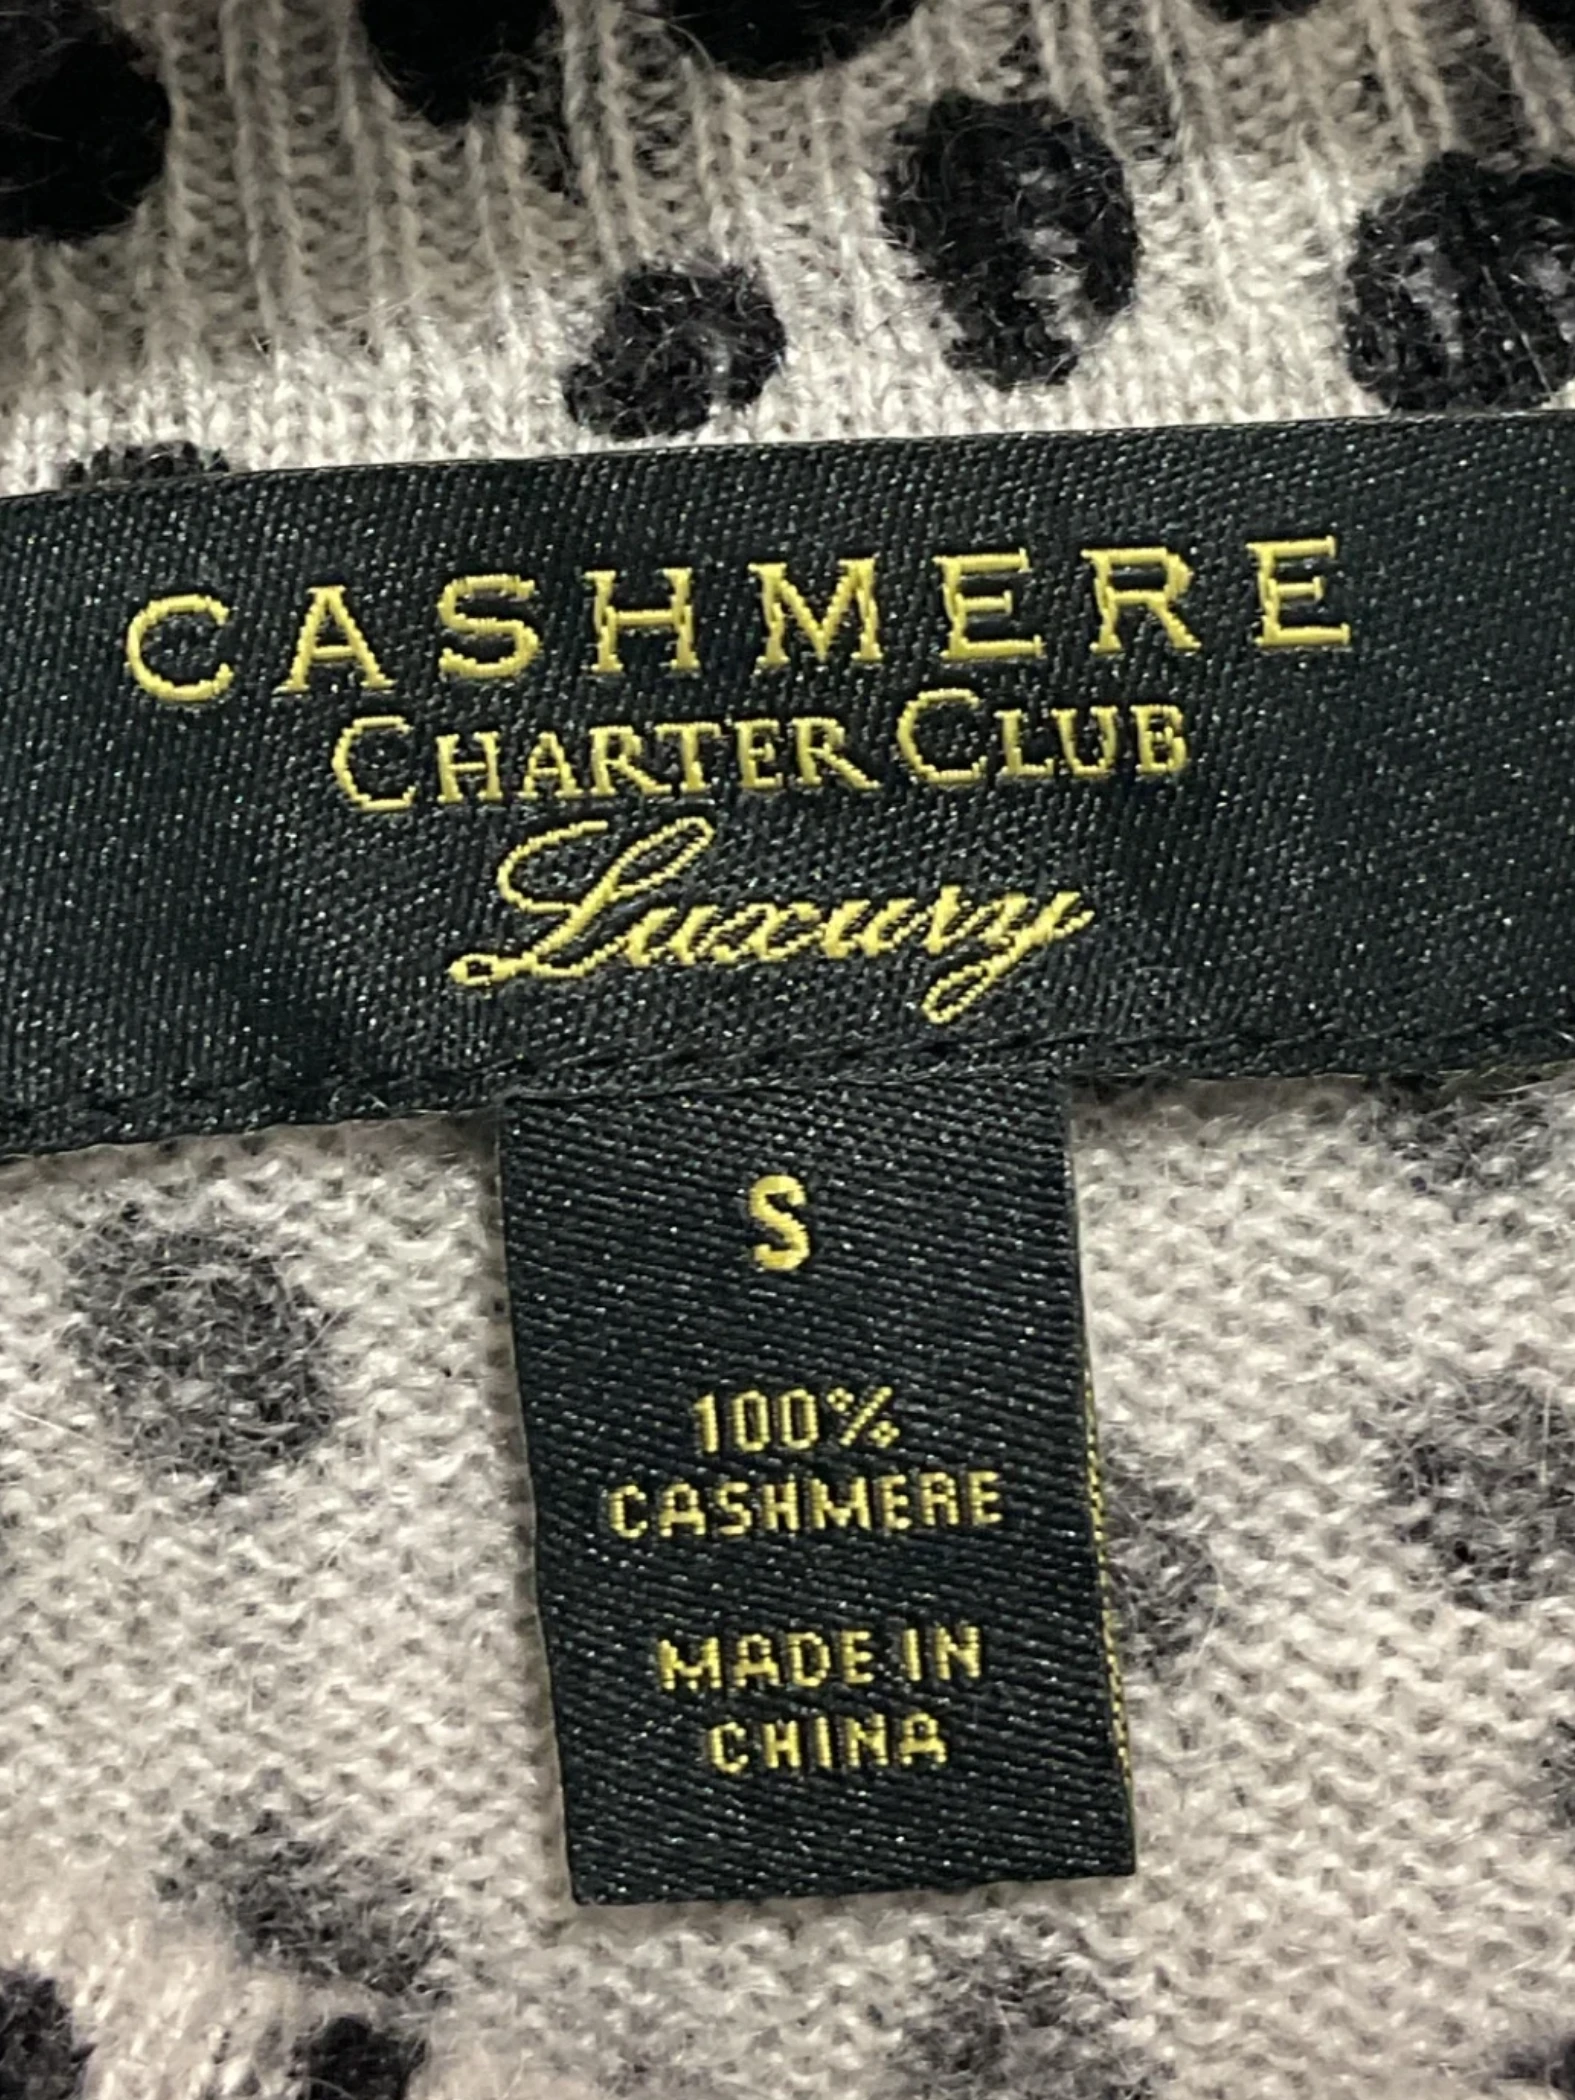 CASHMERE
CHARTER CLUB
Luxury
S
100%
CASHMERE
MADE IN
CHINA